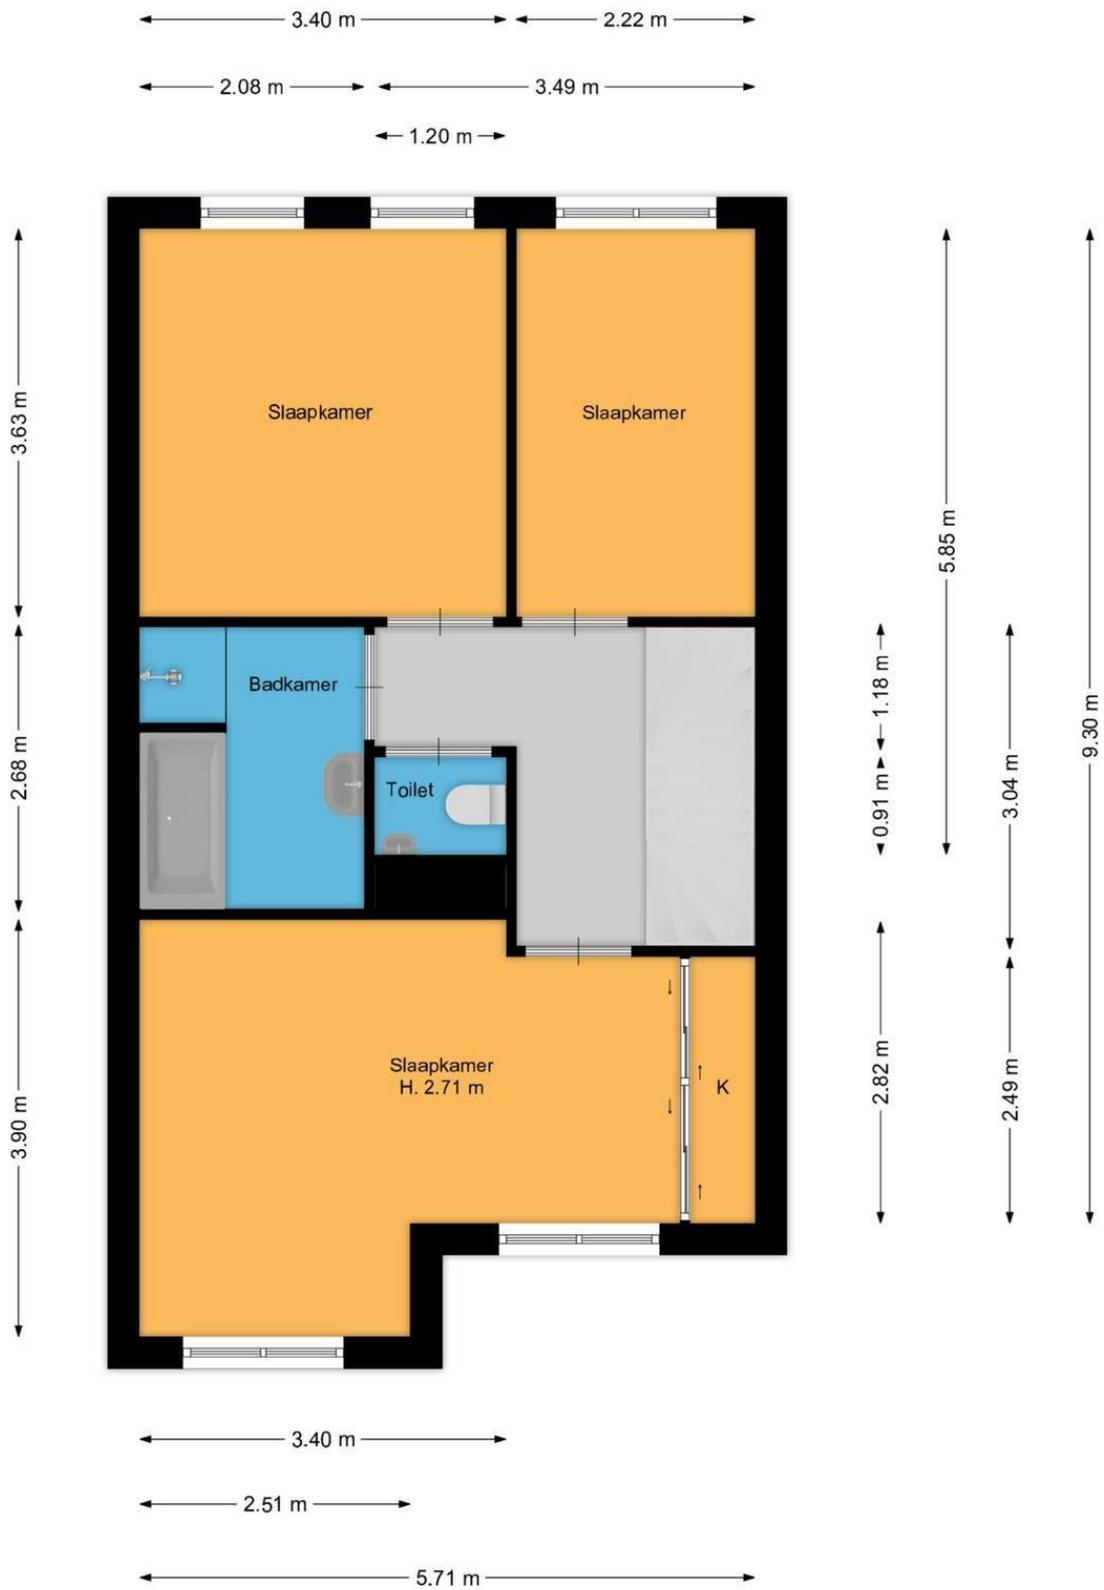 3.40 m 2.22 m
2.08 m 3.49 m
1.20 m
3.63 m
Slaapkamer
Slaapkamer
5.85 m
Badkamer
1.18 m
9.30 m
2.68 m
Toilet
0.91 m
3.04 m
Slaapkamer
H. 2.71 m
K
3.90 m
2.82 m
2.49 m
3.40 m
2.51 m
5.71 m